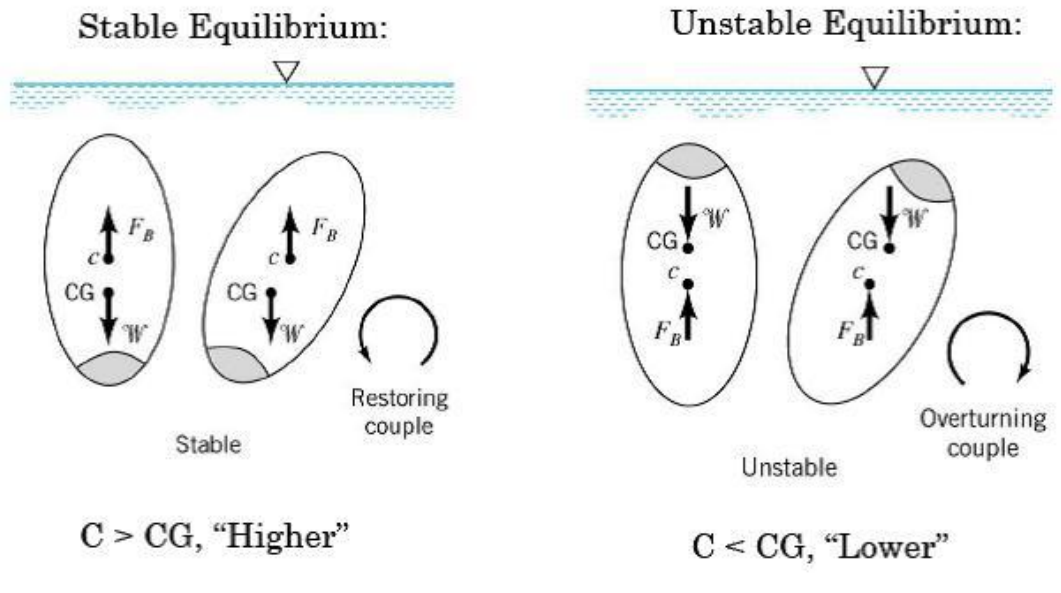 Stable Equilibrium:
F_B
c
CG
𝒲
F_B
c
CG
𝒲
Restoring
couple
Stable
C > CG, “Higher”
Unstable Equilibrium:
𝒲
CG
c
F_B
𝒲
CG
c
F_B
Overturning
couple
Unstable
C < CG, “Lower”